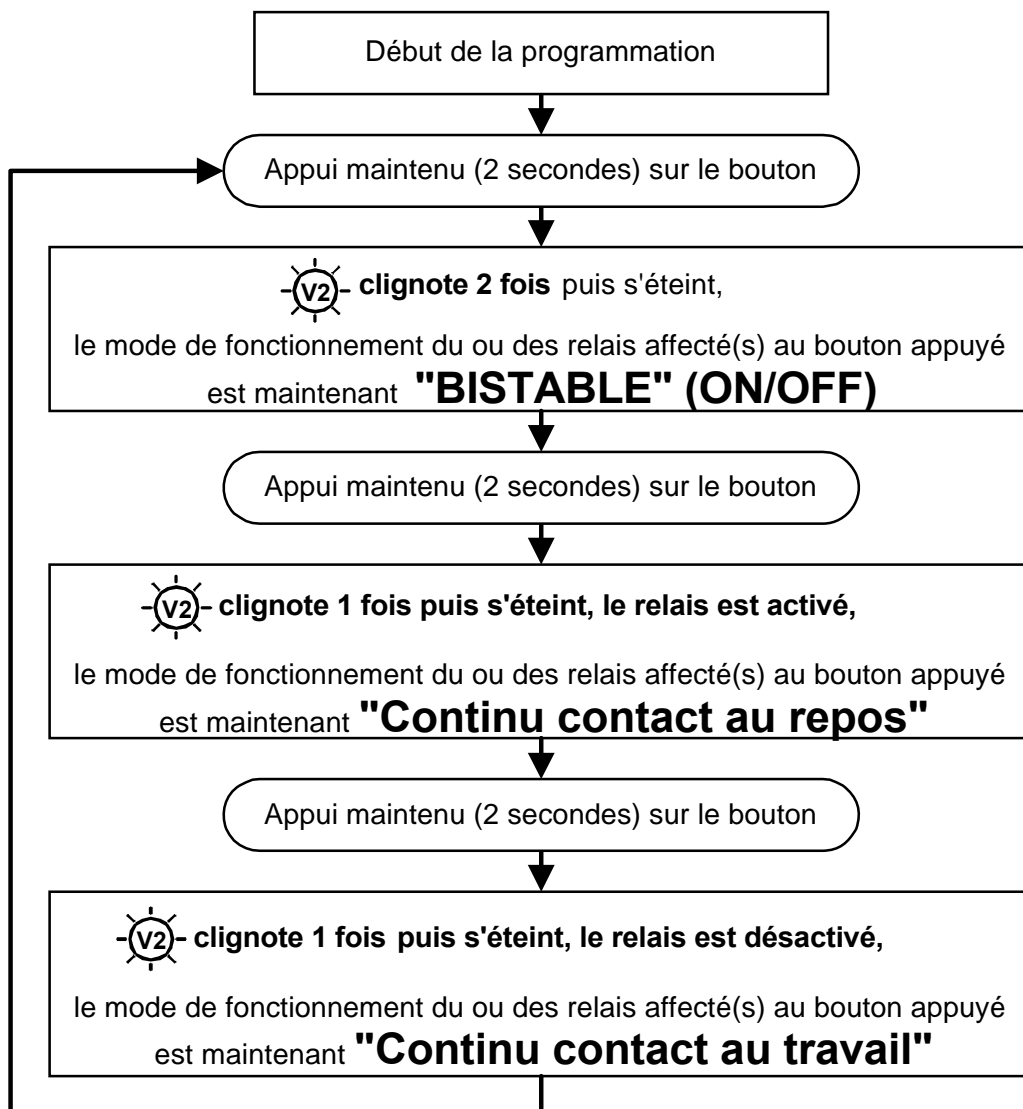 Début de la programmation
Appui maintenu (2 secondes) sur le bouton
V2 clignote 2 fois puis s'éteint,
le mode de fonctionnement du ou des relais affecté(s) au bouton appuyé
est maintenant "BISTABLE" (ON/OFF)
Appui maintenu (2 secondes) sur le bouton
V2 clignote 1 fois puis s'éteint, le relais est activé,
le mode de fonctionnement du ou des relais affecté(s) au bouton appuyé
est maintenant "Continu contact au repos"
Appui maintenu (2 secondes) sur le bouton
V2 clignote 1 fois puis s'éteint, le relais est désactivé,
le mode de fonctionnement du ou des relais affecté(s) au bouton appuyé
est maintenant "Continu contact au travail"